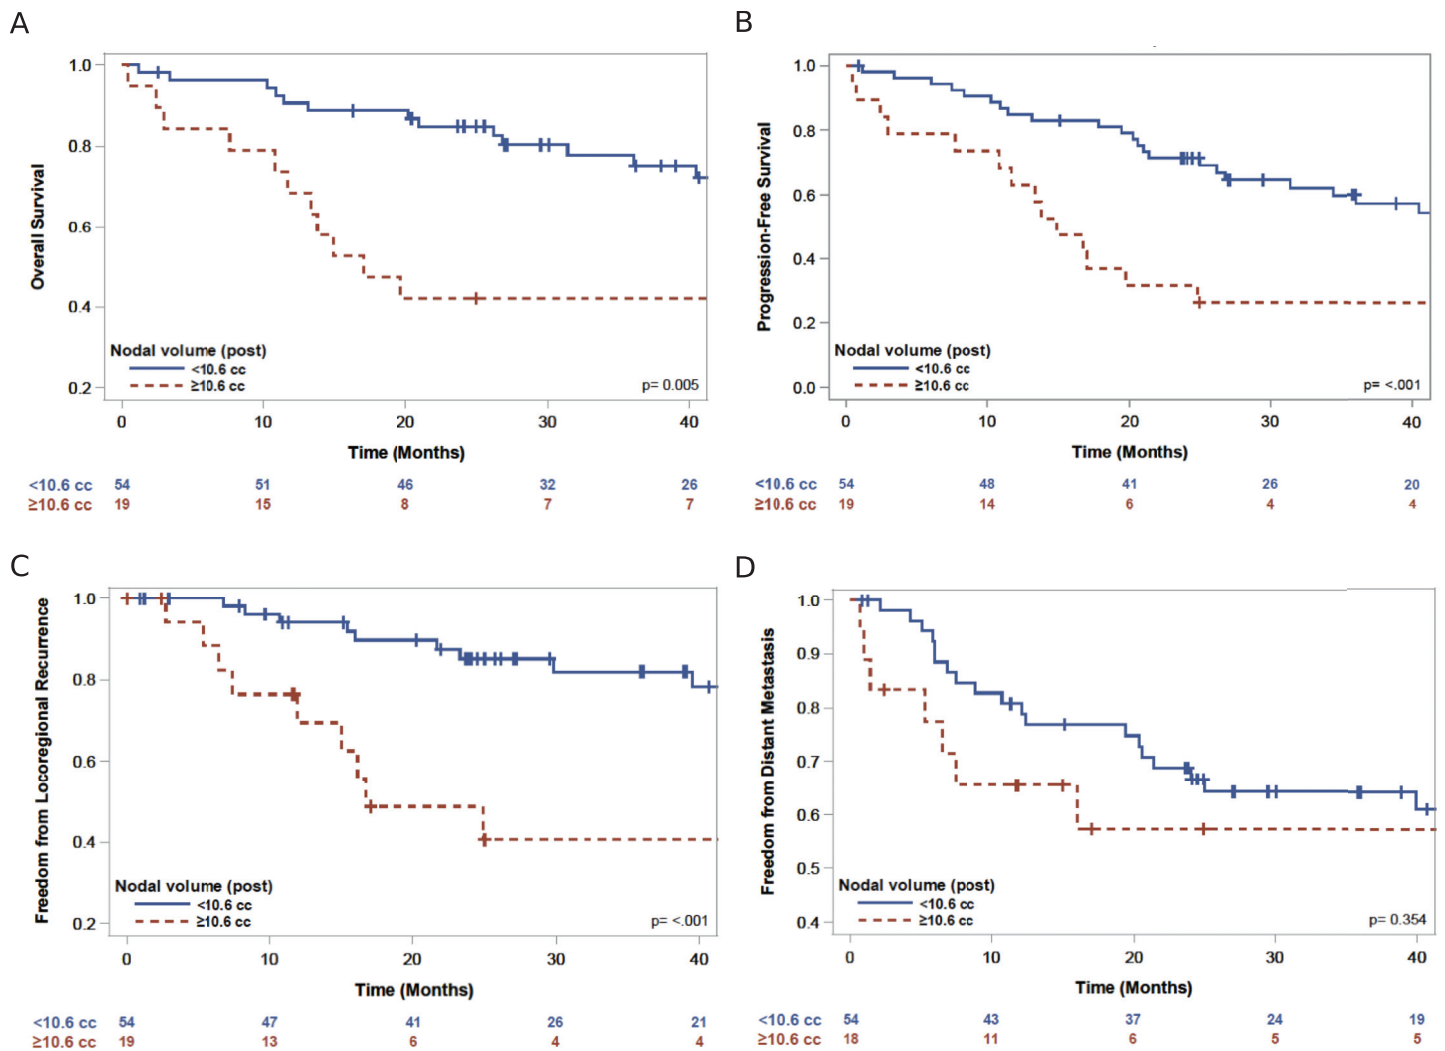 A
1.0
0.8
0.6
0.4
0.2
Overall Survival
Nodal volume (post)
<10.6 cc
≥10.6 cc
p= 0.005
0 10 20 30 40
Time (Months)
<10.6 cc 54 51 46 32 26
≥10.6 cc 19 15 8 7 7
B
1.0
0.8
0.6
0.4
0.2
0.0
Progression-Free Survival
Nodal volume (post)
<10.6 cc
≥10.6 cc
p= <.001
0 10 20 30 40
Time (Months)
<10.6 cc 54 48 41 26 20
≥10.6 cc 19 14 6 4 4
C
1.0
0.8
0.6
0.4
0.2
Freedom from Locoregional Recurrence
Nodal volume (post)
<10.6 cc
≥10.6 cc
p= <.001
0 10 20 30 40
Time (Months)
<10.6 cc 54 47 41 26 21
≥10.6 cc 19 13 6 4 4
D
1.0
0.9
0.8
0.7
0.6
0.5
0.4
Freedom from Distant Metastasis
Nodal volume (post)
<10.6 cc
≥10.6 cc
p= 0.354
0 10 20 30 40
Time (Months)
<10.6 cc 54 43 37 24 19
≥10.6 cc 18 11 6 5 5